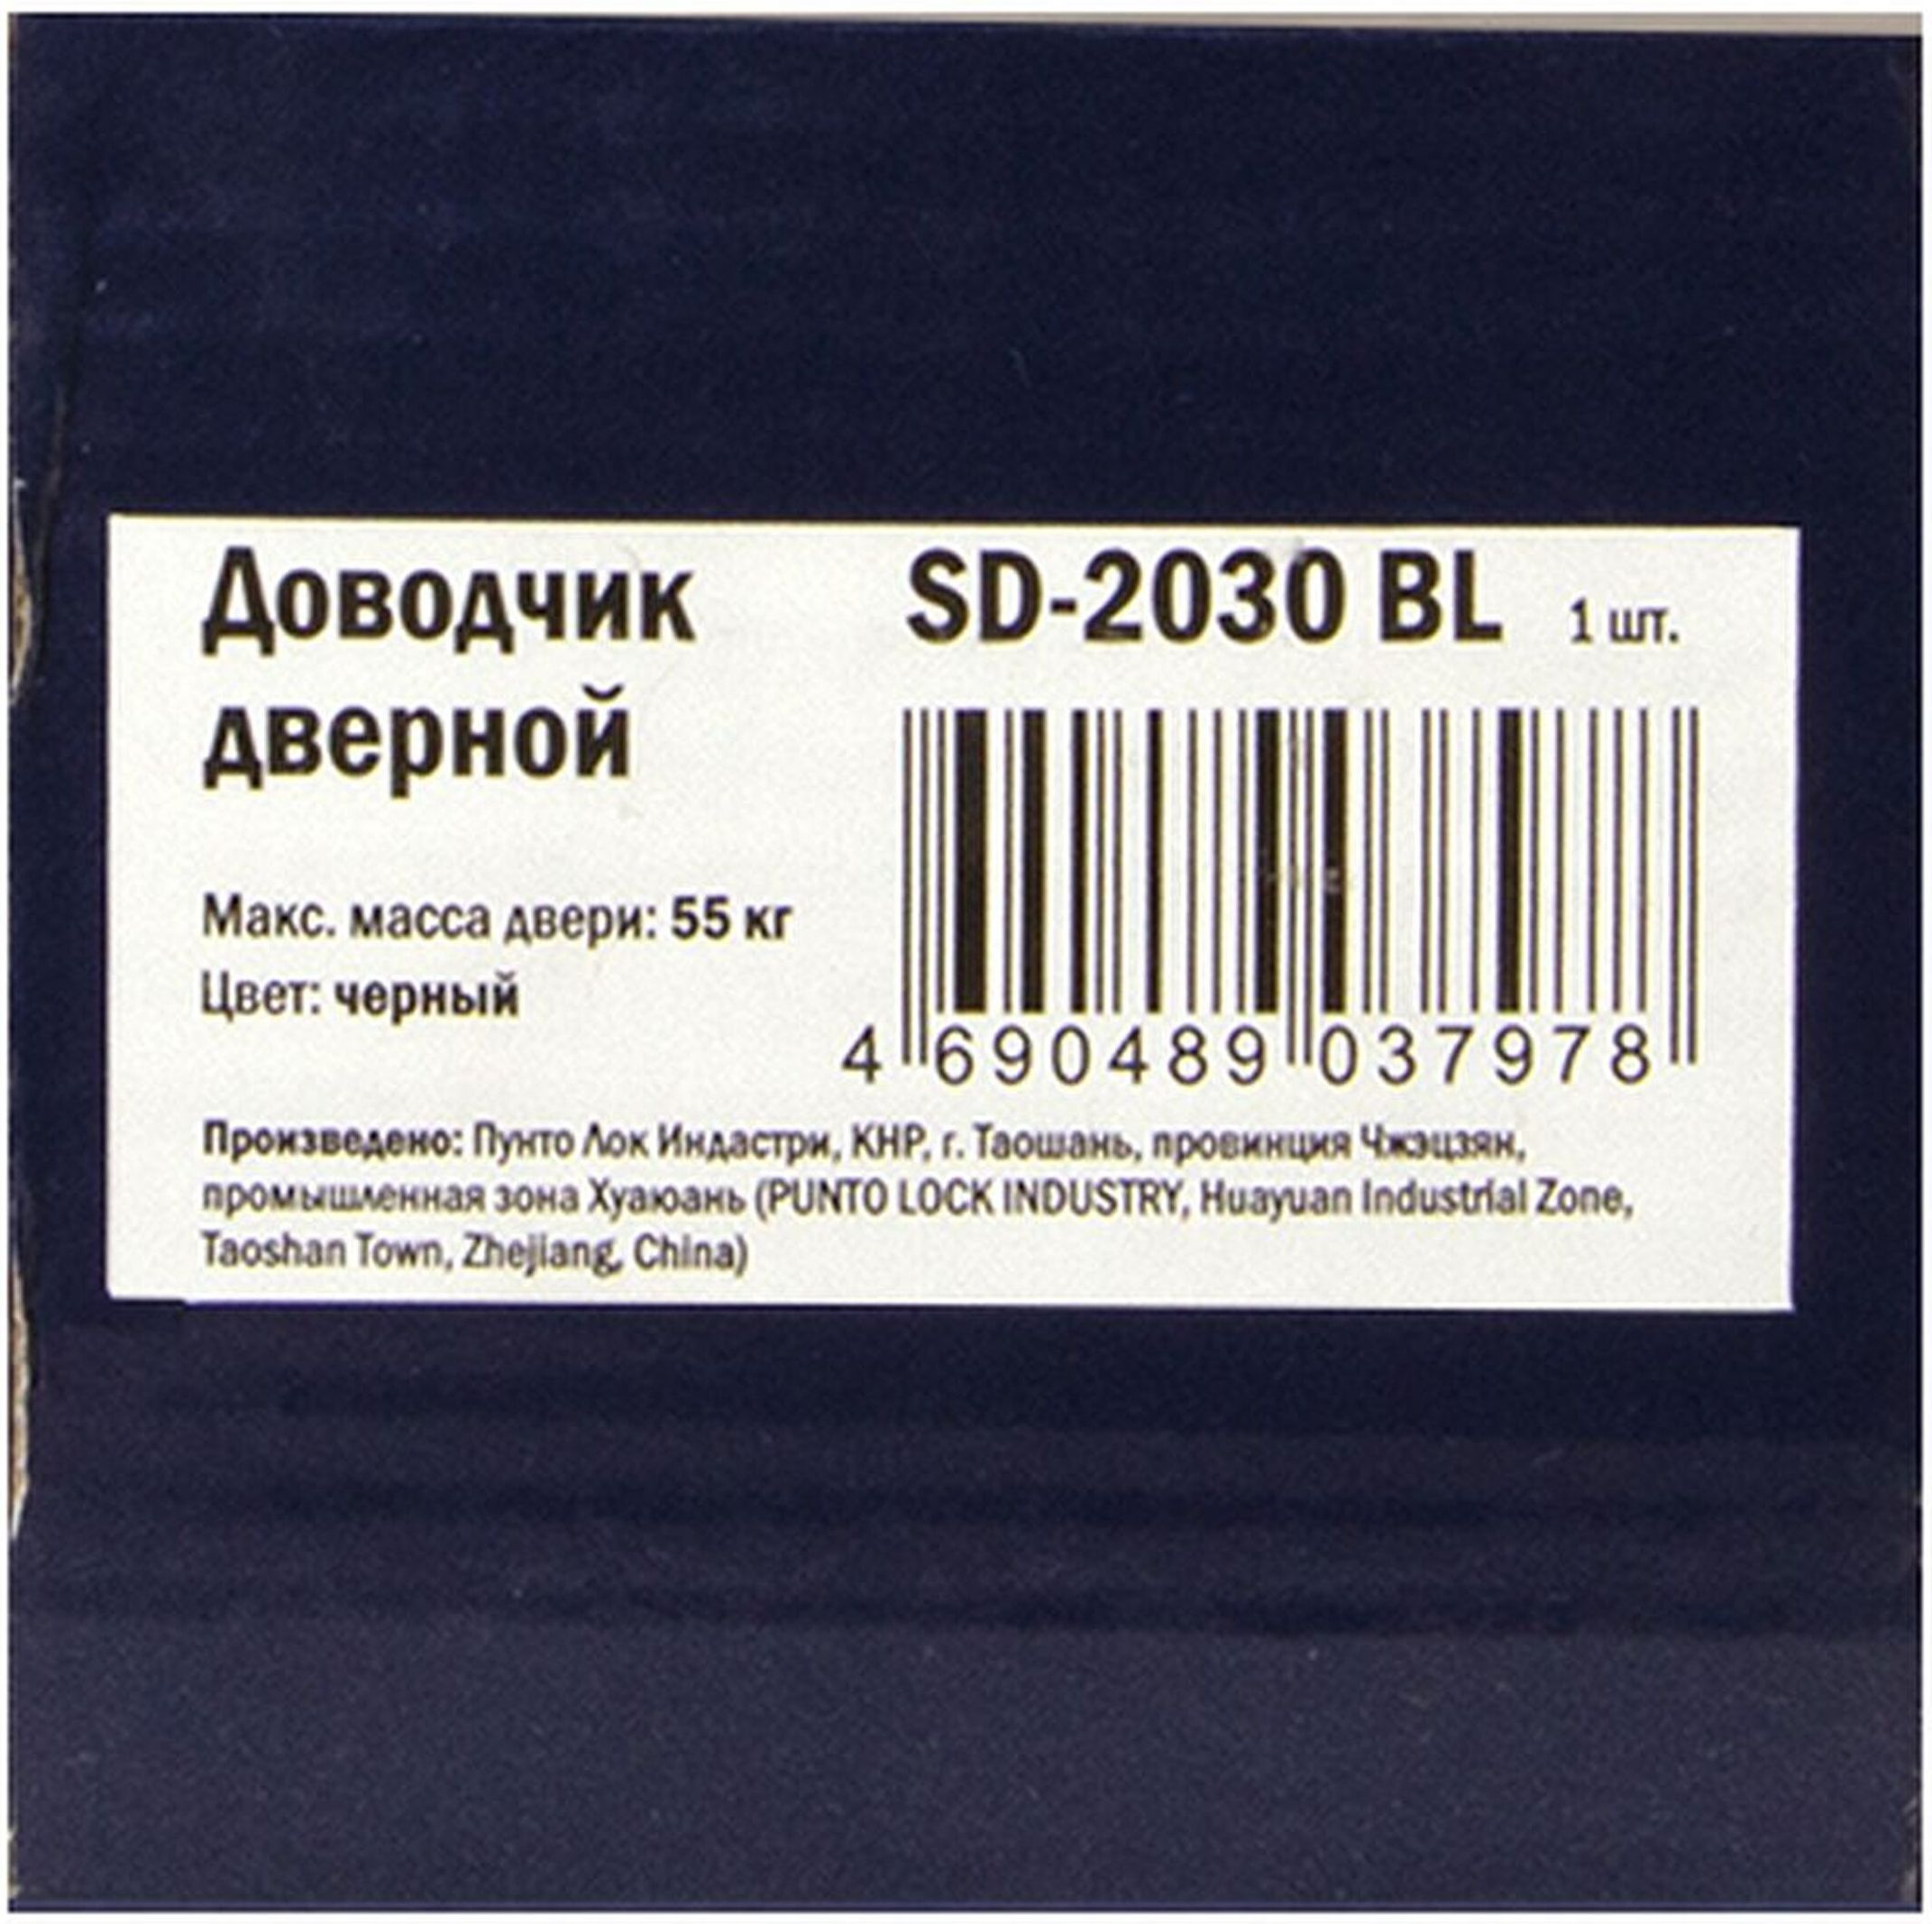 Доводчик SD-2030 BL 1 шт.
дверной
Макс. масса двери: 55 кг
Цвет: черный
4 690489 037978
Произведено: Пунто Лок Индастри, КНР, г. Таошань, провинция Чжэцзян,
промышленная зона Хуаюань (PUNTO LOCK INDUSTRY, Huayuan Industrial Zone,
Taoshan Town, Zhejiang, China)